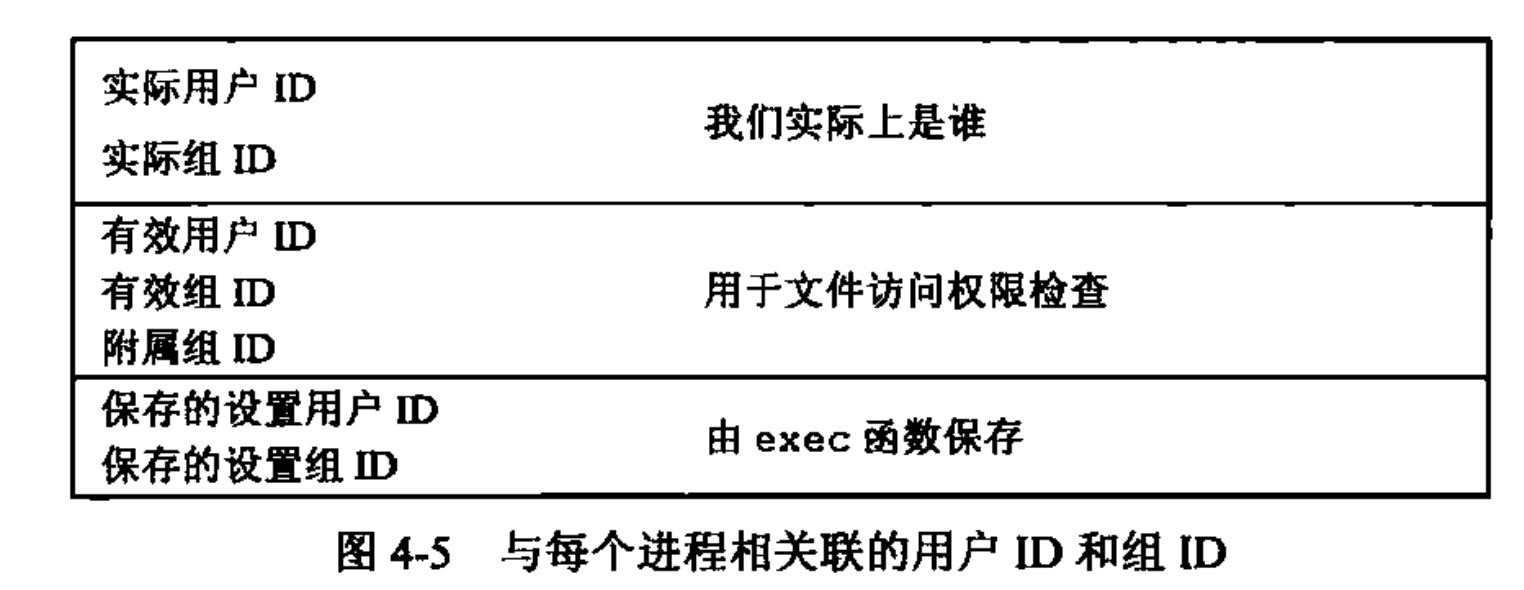 实际用户 ID
实际组 ID
我们实际上是谁
有效用户 ID
有效组 ID
附属组 ID
用于文件访问权限检查
保存的设置用户 ID
保存的设置组 ID
由 exec 函数保存
图 4-5 与每个进程相关联的用户 ID 和组 ID